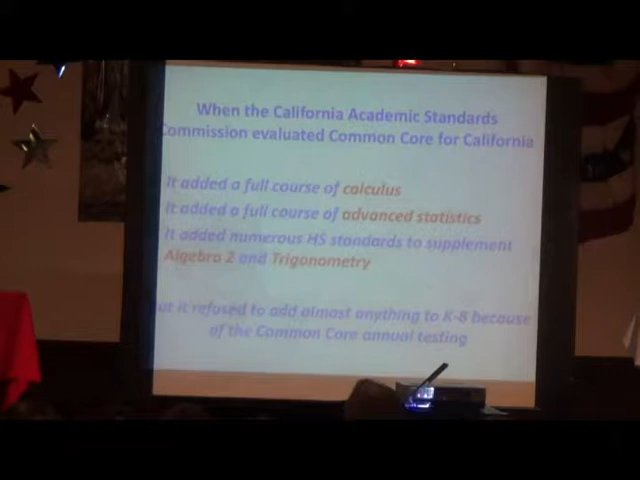 When the California Academic Standards
Commission evaluated Common Core for California
It added a full course of calculus
It added a full course of advanced statistics
It added numerous HS standards to supplement
Algebra 2 and Trigonometry
ut it refused to add almost anything to K-8 because
of the Common Core annual testing